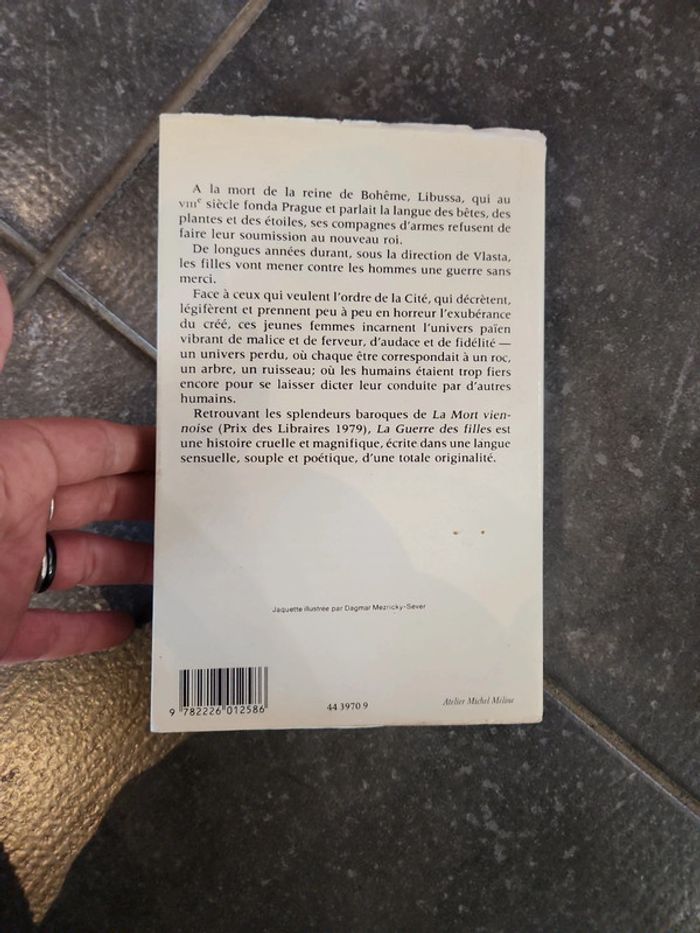 A la mort de la reine de Bohême, Libussa, qui au
VIIIe siècle fonda Prague et parlait la langue des bêtes, des
plantes et des étoiles, ses compagnes d'armes refusent de
faire leur soumission au nouveau roi.
De longues années durant, sous la direction de Vlasta,
les filles vont mener contre les hommes une guerre sans
merci.
Face à ceux qui veulent l'ordre de la Cité, qui décrètent,
légifèrent et prennent peu à peu en horreur l'exubérance
du créé, ces jeunes femmes incarnent l'univers païen
vibrant de malice et de ferveur, d'audace et de fidélité —
un univers perdu, où chaque être correspondait à un roc,
un arbre, un ruisseau; où les humains étaient trop fiers
encore pour se laisser dicter leur conduite par d'autres
humains.
Retrouvant les splendeurs baroques de La Mort vien-
noise (Prix des Libraires 1979), La Guerre des filles est
une histoire cruelle et magnifique, écrite dans une langue
sensuelle, souple et poétique, d'une totale originalité.
Jaquette illustrée par Dagmar Mezricky-Sever
9 782226 012586
44 3970 9
Atelier Michel Méline